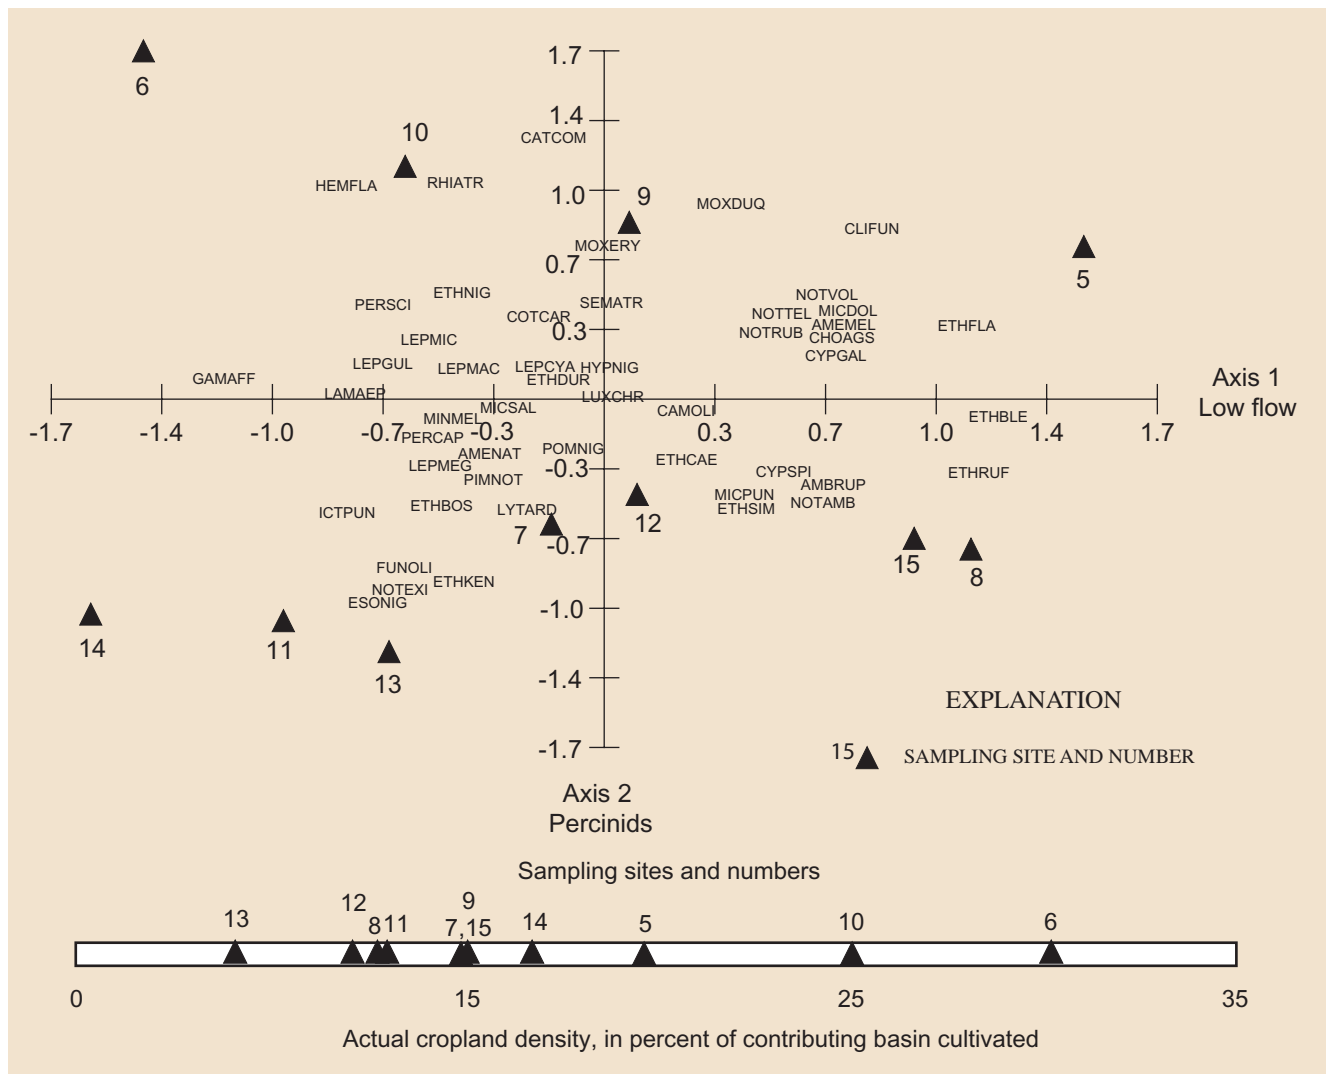 1.7
6
1.4
10
CATCOM
HEMFLA
RHIATR
1.0
9
MOXDUQ
CLIFUN
MOXERY
0.7
5
ETHNIG
NOTVOL
PERSCI
SEMATR
COTCAR
NOTTEL
MICDOL
0.3
AMEMEL
ETHFLA
NOTRUB
CHOAGS
LEPMIC
CYPGAL
LEPGUL
LEPMAC
LEPCYA
HYPNIG
GAMAFF
ETHDUR
Axis 1
Low flow
LAMAEP
LUXCHR
MICSAL
CAMOLI
ETHBLE
MINMEL
-1.7
-1.4
-1.0
-0.7
PERCAP
-0.3
0.3
0.7
1.0
1.4
1.7
AMENAT
POMNIG
ETHCAE
LEPMEG
-0.3
CYPSPI
ETHRUF
PIMNOT
AMBRUP
MICPUN
NOTAMB
ICTPUN
ETHBOS
LYTARD
ETHSIM
7
12
-0.7
15
8
FUNOLI
ETHKEN
NOTEXI
ESONIG
-1.0
14
11
13
-1.4
EXPLANATION
-1.7
15
SAMPLING SITE AND NUMBER
Axis 2
Percinids
Sampling sites and numbers
13
12
8
11
9
7,15
14
5
10
6
0
15
25
35
Actual cropland density, in percent of contributing basin cultivated